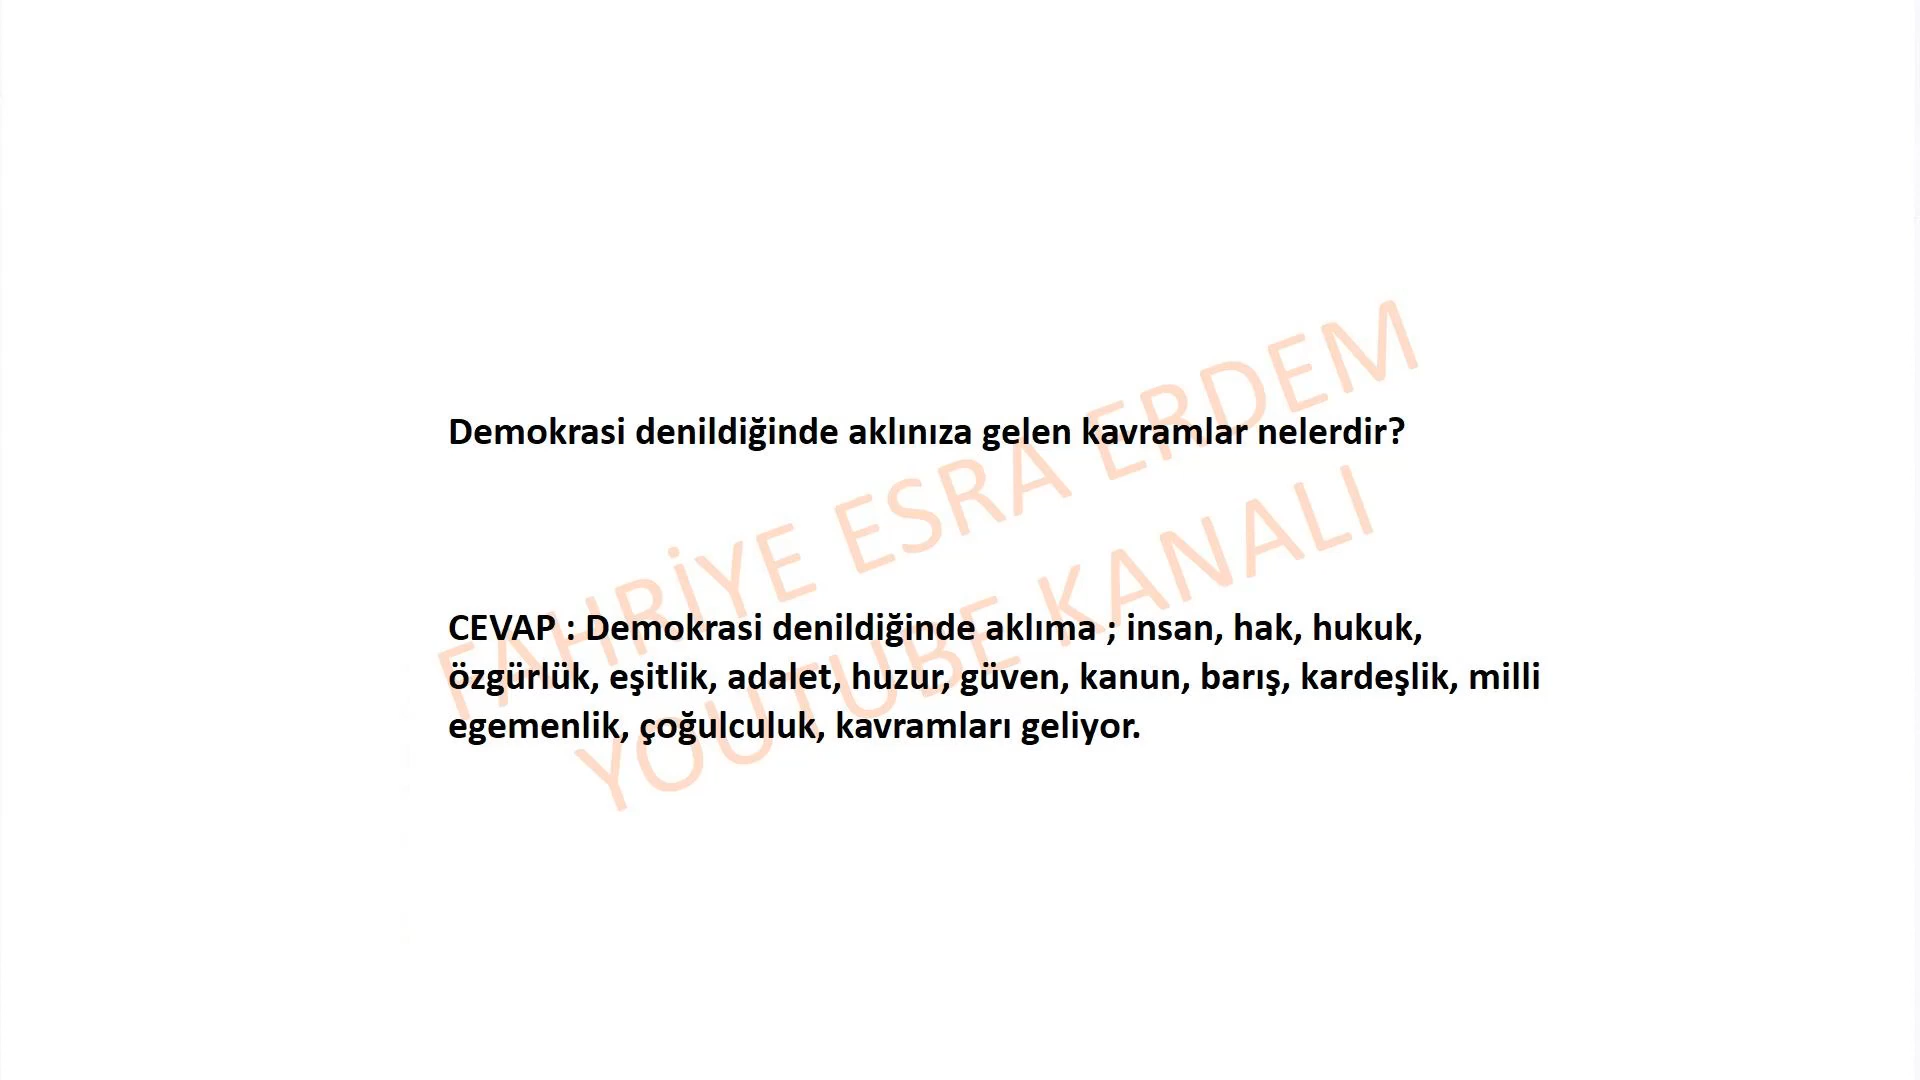 Demokrasi denildiğinde aklınıza gelen kavramlar nelerdir?
CEVAP : Demokrasi denildiğinde aklıma ; insan, hak, hukuk,
özgürlük, eşitlik, adalet, huzur, güven, kanun, barış, kardeşlik, milli
egemenlik, çoğulculuk, kavramları geliyor.
FAHRİYE ESRA ERDEM
YOUTUBE KANALI